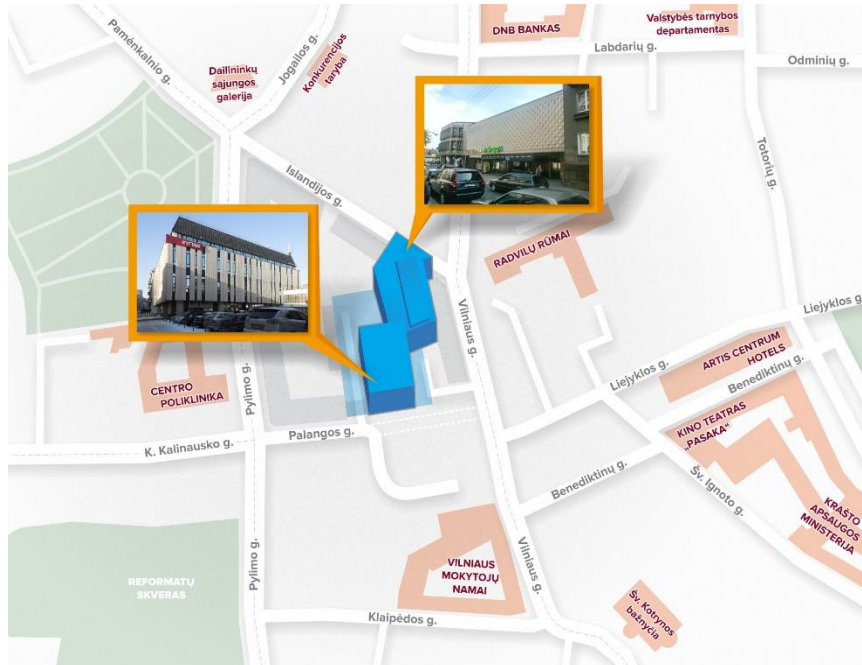 DNB BANKAS
Valstybės tarnybos
departamentas
Labdarių g.
Odminių g.
Pamėnkalnio g.
Jogailos g.
Konkurencijos
taryba
Dailininkų
sąjungos
galerija
Islandijos g.
Totorių g.
RADVILŲ RŪMAI
Vilniaus g.
Liejyklos g.
ARTIS CENTRUM
HOTELS
Liejyklos g.
Benediktinų g.
CENTRO
POLIKLINIKA
Pylimo g.
K. Kalinausko g.
Palangos g.
KINO TEATRAS
„PASAKA“
Benediktinų g.
Šv. Ignoto g.
KRAŠTO
APSAUGOS
MINISTERIJA
REFORMATŲ
SKVERAS
Pylimo g.
VILNIAUS
MOKYTOJŲ
NAMAI
Vilniaus g.
Klaipėdos g.
Šv. Kotrynos
bažnyčia